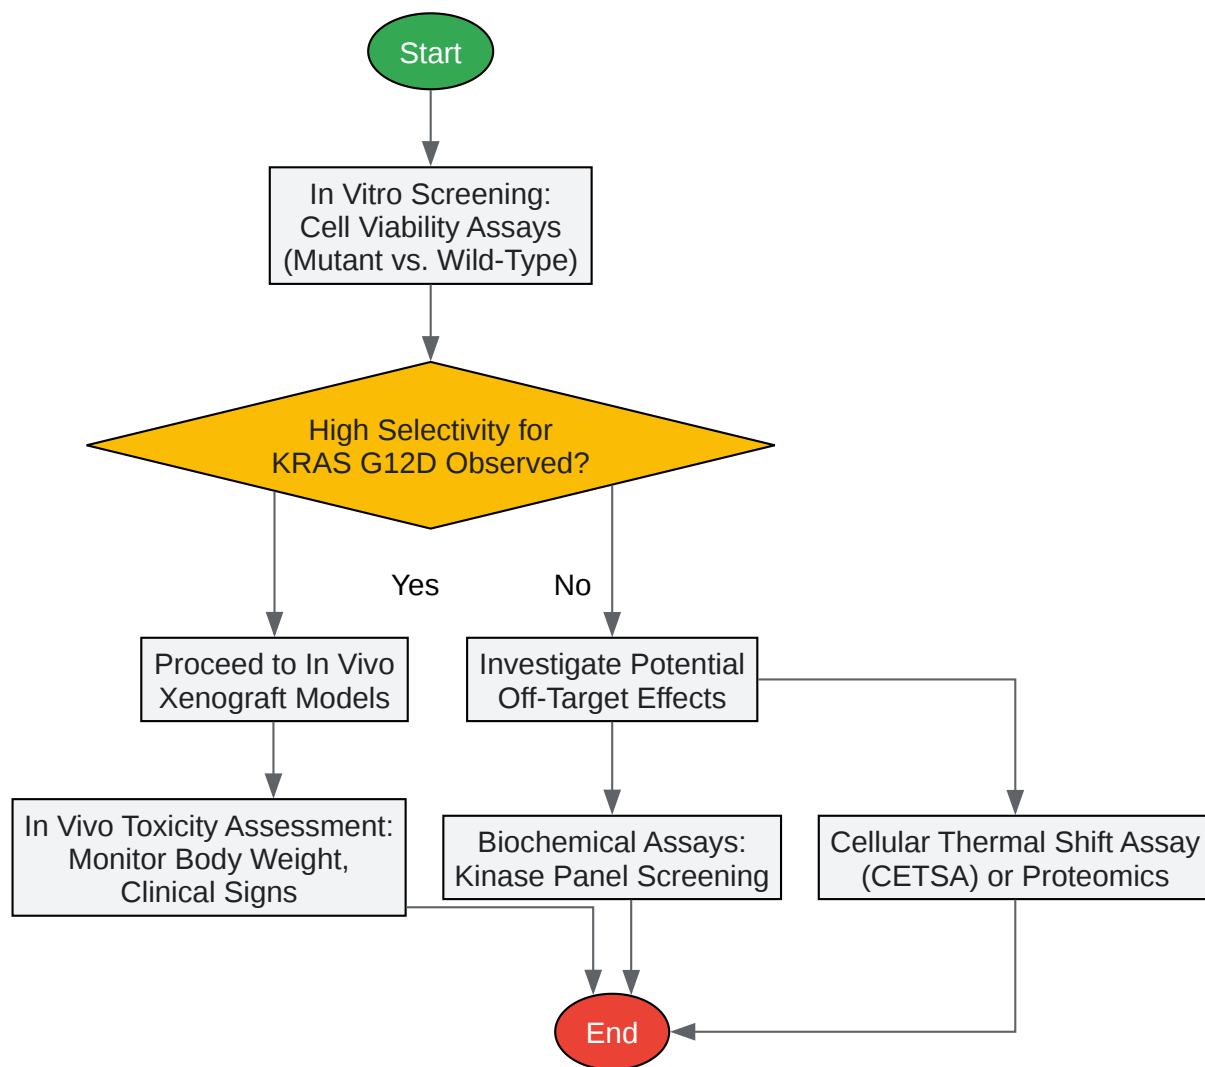 Start
In Vitro Screening:
Cell Viability Assays
(Mutant vs. Wild-Type)
High Selectivity for
KRAS G12D Observed?
Yes
No
Proceed to In Vivo
Xenograft Models
Investigate Potential
Off-Target Effects
In Vivo Toxicity Assessment:
Monitor Body Weight,
Clinical Signs
Biochemical Assays:
Kinase Panel Screening
Cellular Thermal Shift Assay
(CETSA) or Proteomics
End